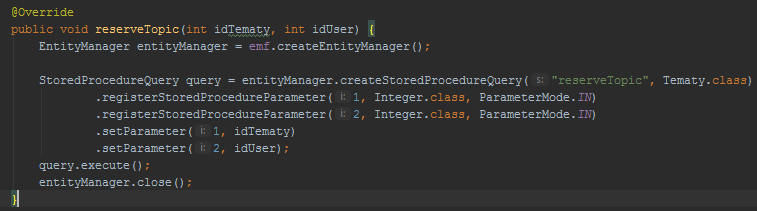 @Override
public void reserveTopic(int idTematy, int idUser) {
EntityManager entityManager = emf.createEntityManager();
StoredProcedureQuery query = entityManager.createStoredProcedureQuery( s: "reserveTopic", Tematy.class)
.registerStoredProcedureParameter( i: 1, Integer.class, ParameterMode.IN)
.registerStoredProcedureParameter( i: 2, Integer.class, ParameterMode.IN)
.setParameter( i: 1, idTematy)
.setParameter( i: 2, idUser);
query.execute();
entityManager.close();
}